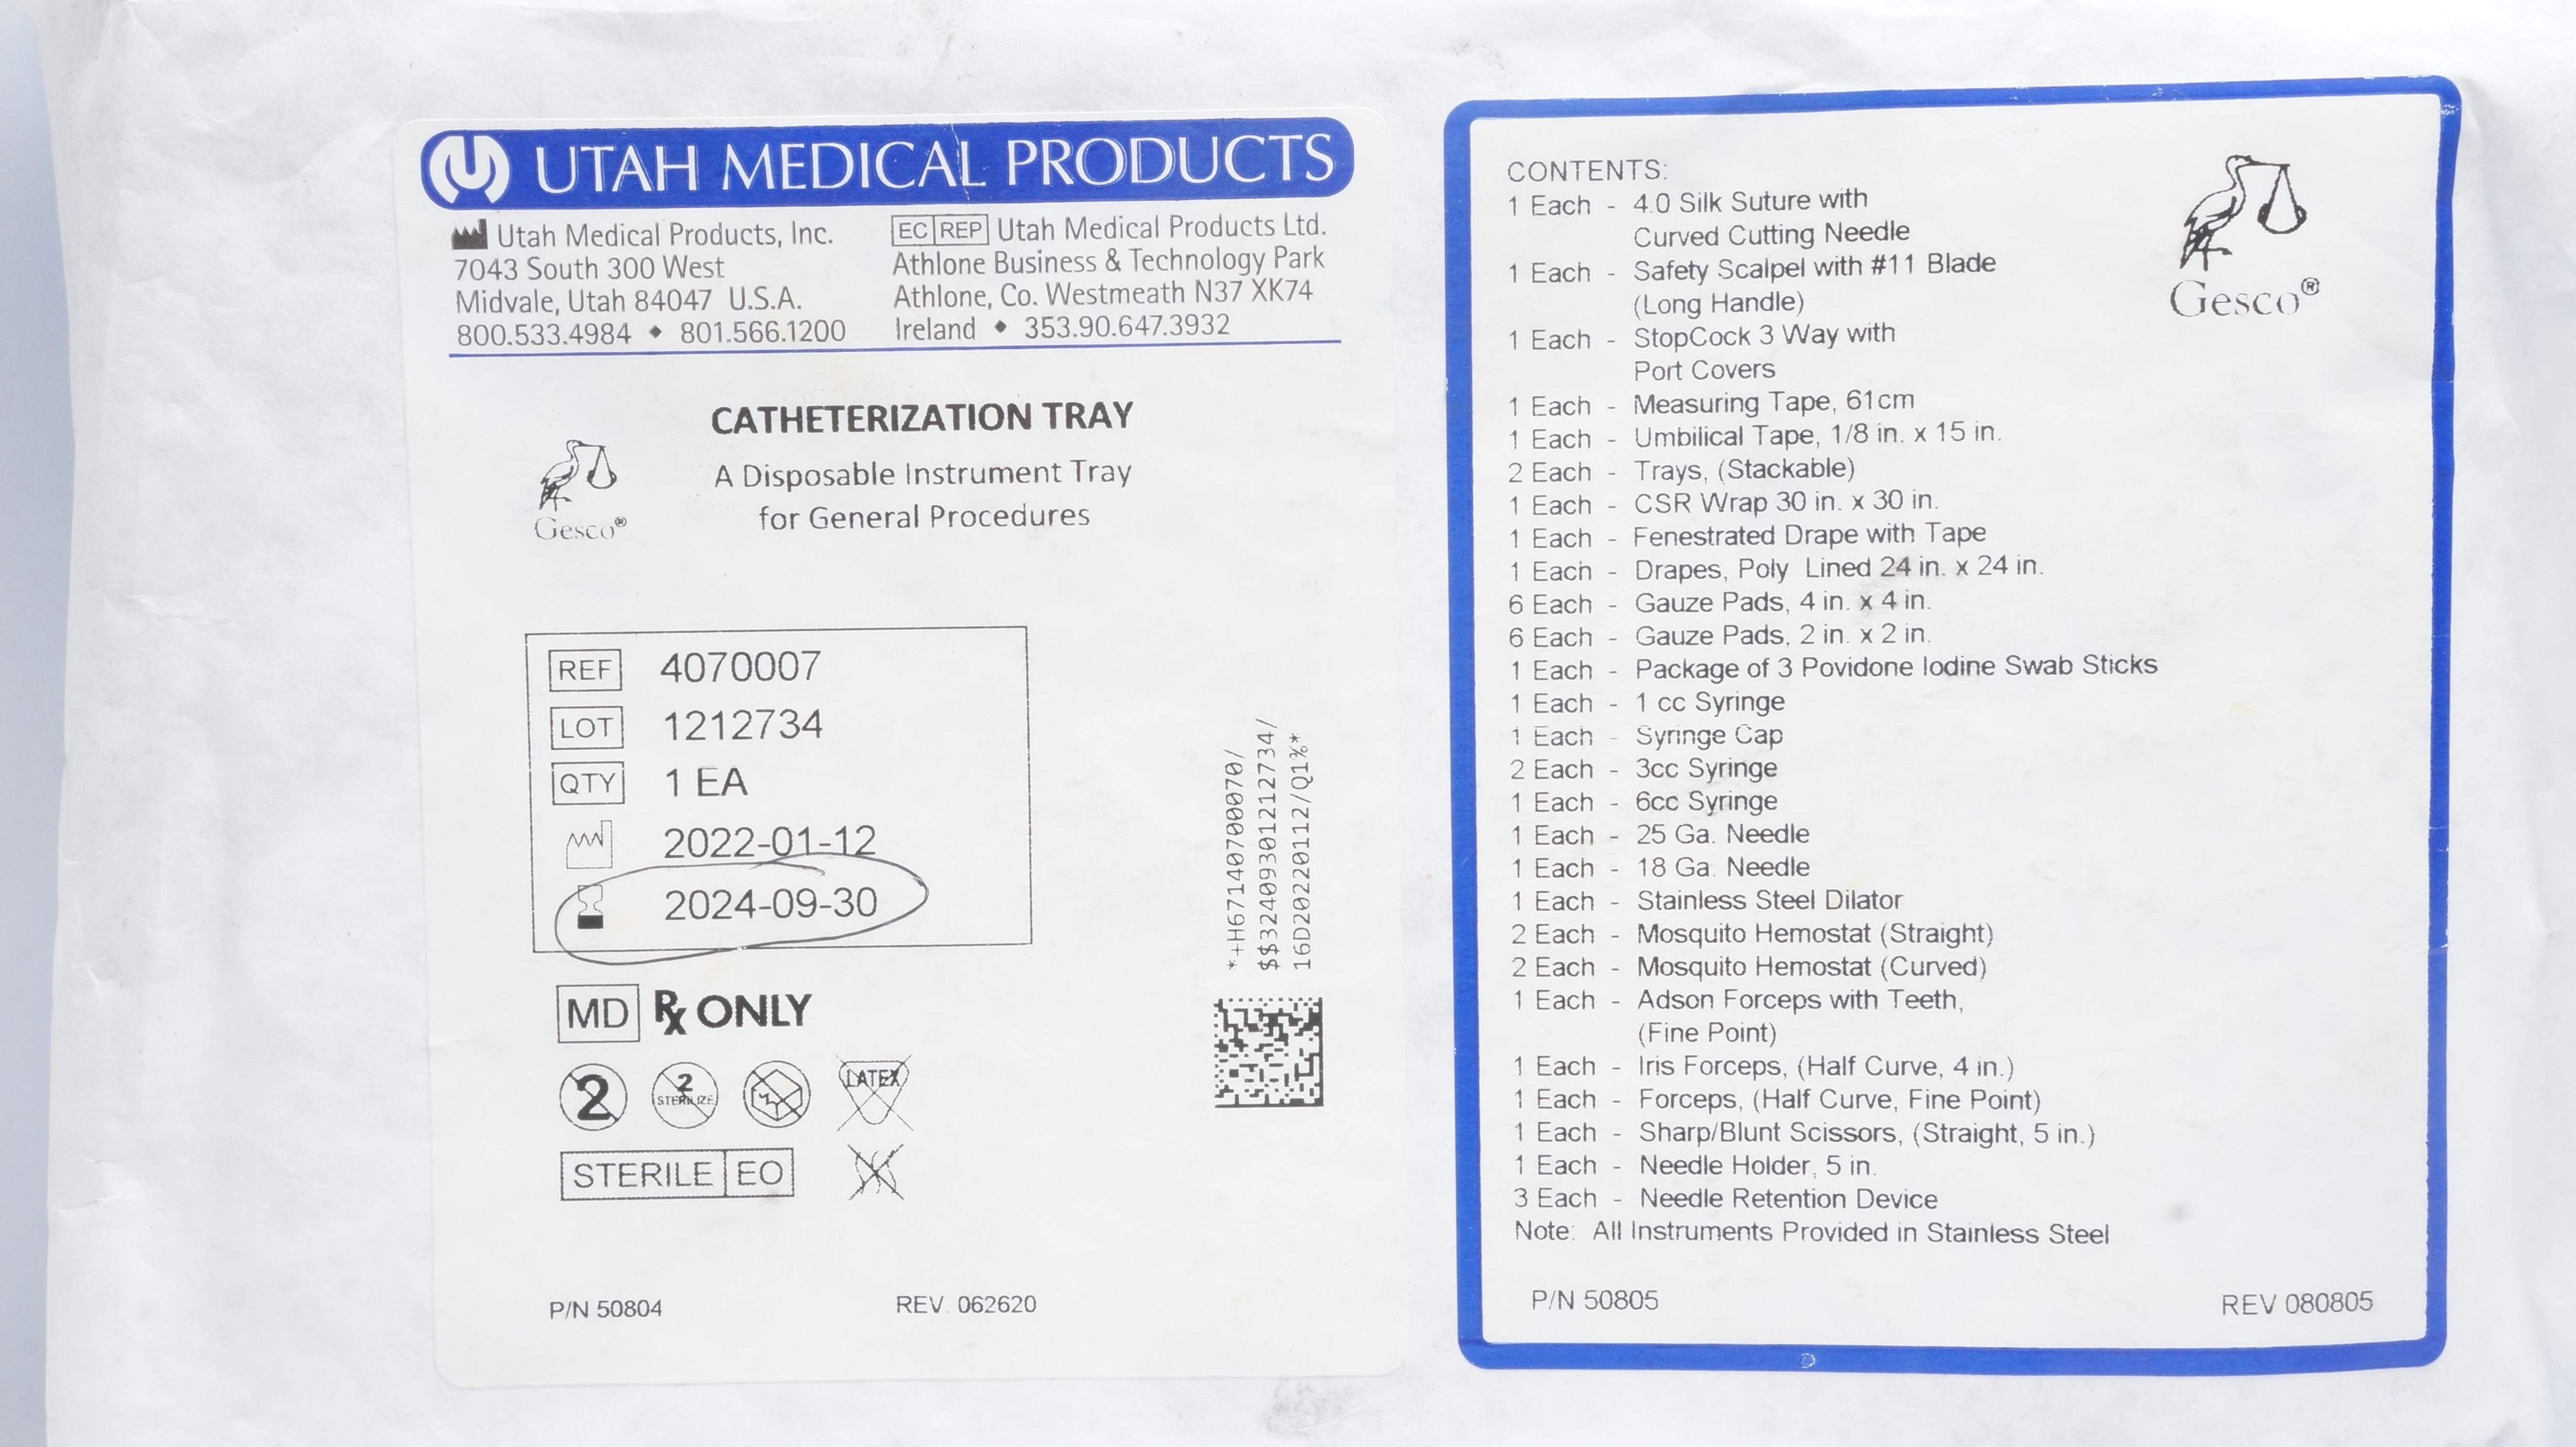 UTAH MEDICAL PRODUCTS
Utah Medical Products, Inc.
7043 South 300 West
Midvale, Utah 84047 U.S.A.
800.533.4984 ◆ 801.566.1200
EC REP Utah Medical Products Ltd.
Athlone Business & Technology Park
Athlone, Co. Westmeath N37 XK74
Ireland ◆ 353.90.647.3932
CATHETERIZATION TRAY
A Disposable Instrument Tray
for General Procedures
Gesco®
REF 4070007
LOT 1212734
QTY 1 EA
2022-01-12
2024-09-30
*+H67140700070/
$$32409301212734/
16D20220112/Q1%*
MD Rx ONLY
2
2 STERILIZE
LATEX
STERILE EO
P/N 50804 REV. 062620
CONTENTS:
1 Each - 4.0 Silk Suture with
Curved Cutting Needle
1 Each - Safety Scalpel with #11 Blade
(Long Handle)
1 Each - StopCock 3 Way with
Port Covers
1 Each - Measuring Tape, 61cm
1 Each - Umbilical Tape, 1/8 in. x 15 in.
2 Each - Trays, (Stackable)
1 Each - CSR Wrap 30 in. x 30 in.
1 Each - Fenestrated Drape with Tape
1 Each - Drapes, Poly Lined 24 in. x 24 in.
6 Each - Gauze Pads, 4 in. x 4 in.
6 Each - Gauze Pads, 2 in. x 2 in.
1 Each - Package of 3 Povidone Iodine Swab Sticks
1 Each - 1 cc Syringe
1 Each - Syringe Cap
2 Each - 3cc Syringe
1 Each - 6cc Syringe
1 Each - 25 Ga. Needle
1 Each - 18 Ga. Needle
1 Each - Stainless Steel Dilator
2 Each - Mosquito Hemostat (Straight)
2 Each - Mosquito Hemostat (Curved)
1 Each - Adson Forceps with Teeth,
(Fine Point)
1 Each - Iris Forceps, (Half Curve, 4 in.)
1 Each - Forceps, (Half Curve, Fine Point)
1 Each - Sharp/Blunt Scissors, (Straight, 5 in.)
1 Each - Needle Holder, 5 in.
3 Each - Needle Retention Device
Note: All Instruments Provided in Stainless Steel
Gesco®
P/N 50805 REV 080805